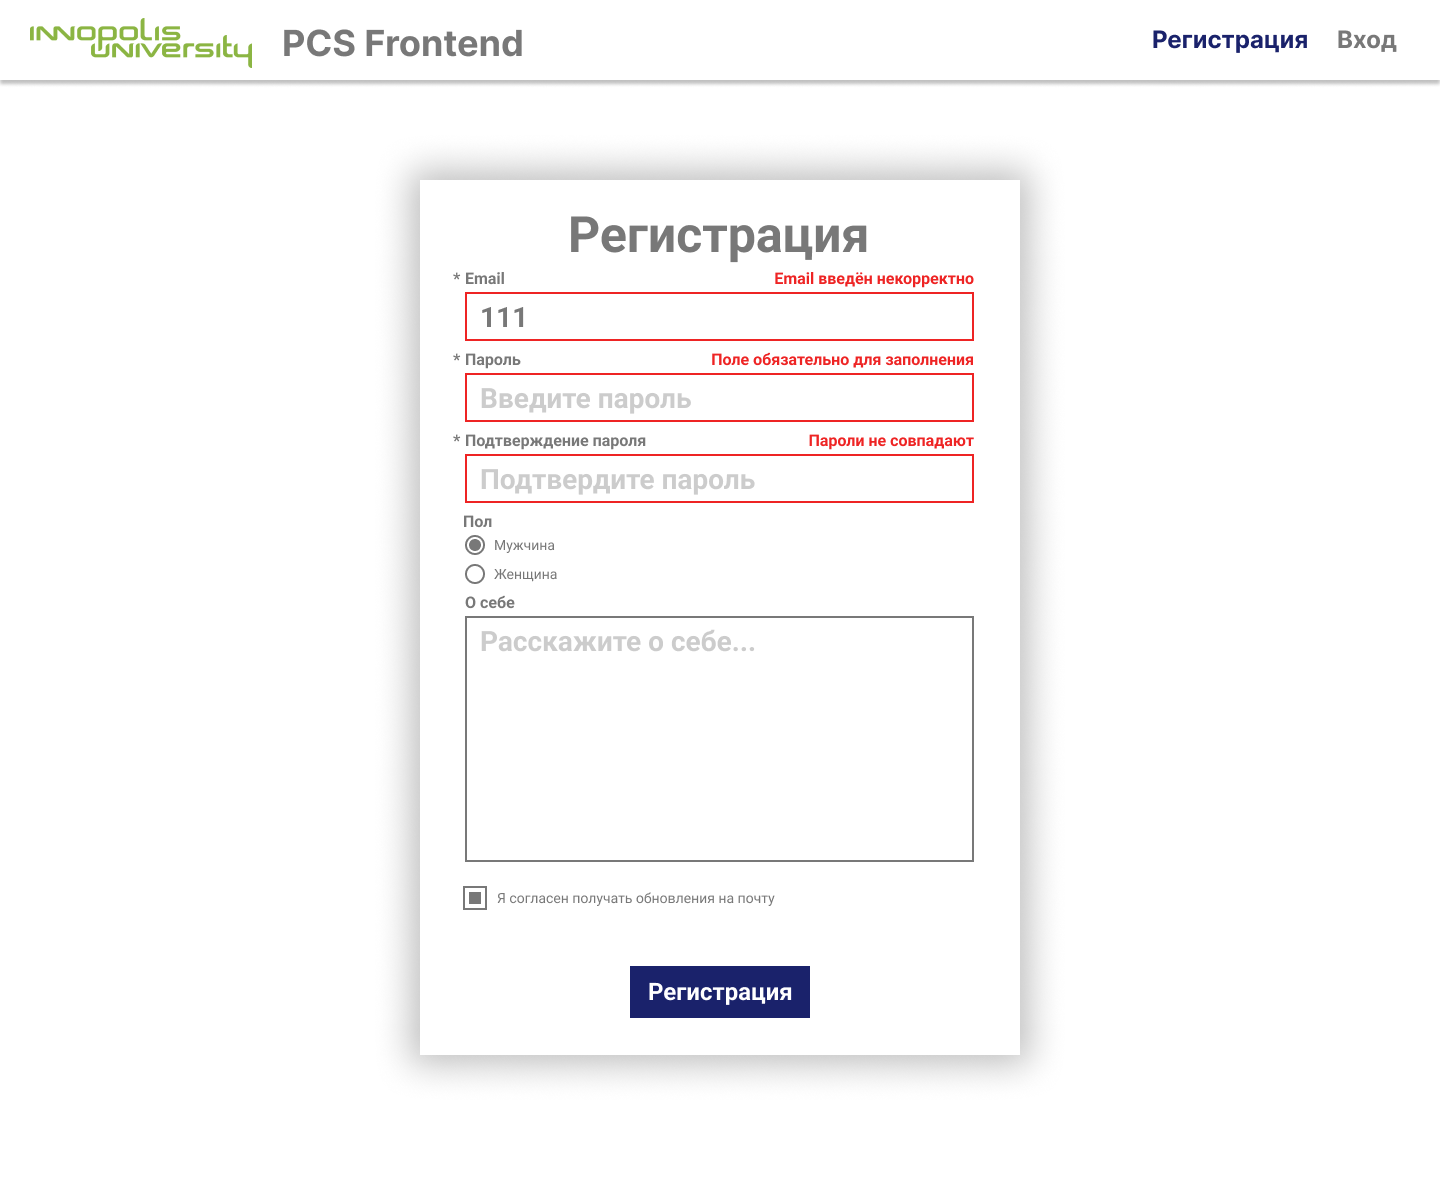 innopolis
university
PCS Frontend
Регистрация
Вход
Регистрация
* Email
Email введён некорректно
111
* Пароль
Поле обязательно для заполнения
Введите пароль
* Подтверждение пароля
Пароли не совпадают
Подтвердите пароль
Пол
Мужчина
Женщина
О себе
Расскажите о себе...
Я согласен получать обновления на почту
Регистрация